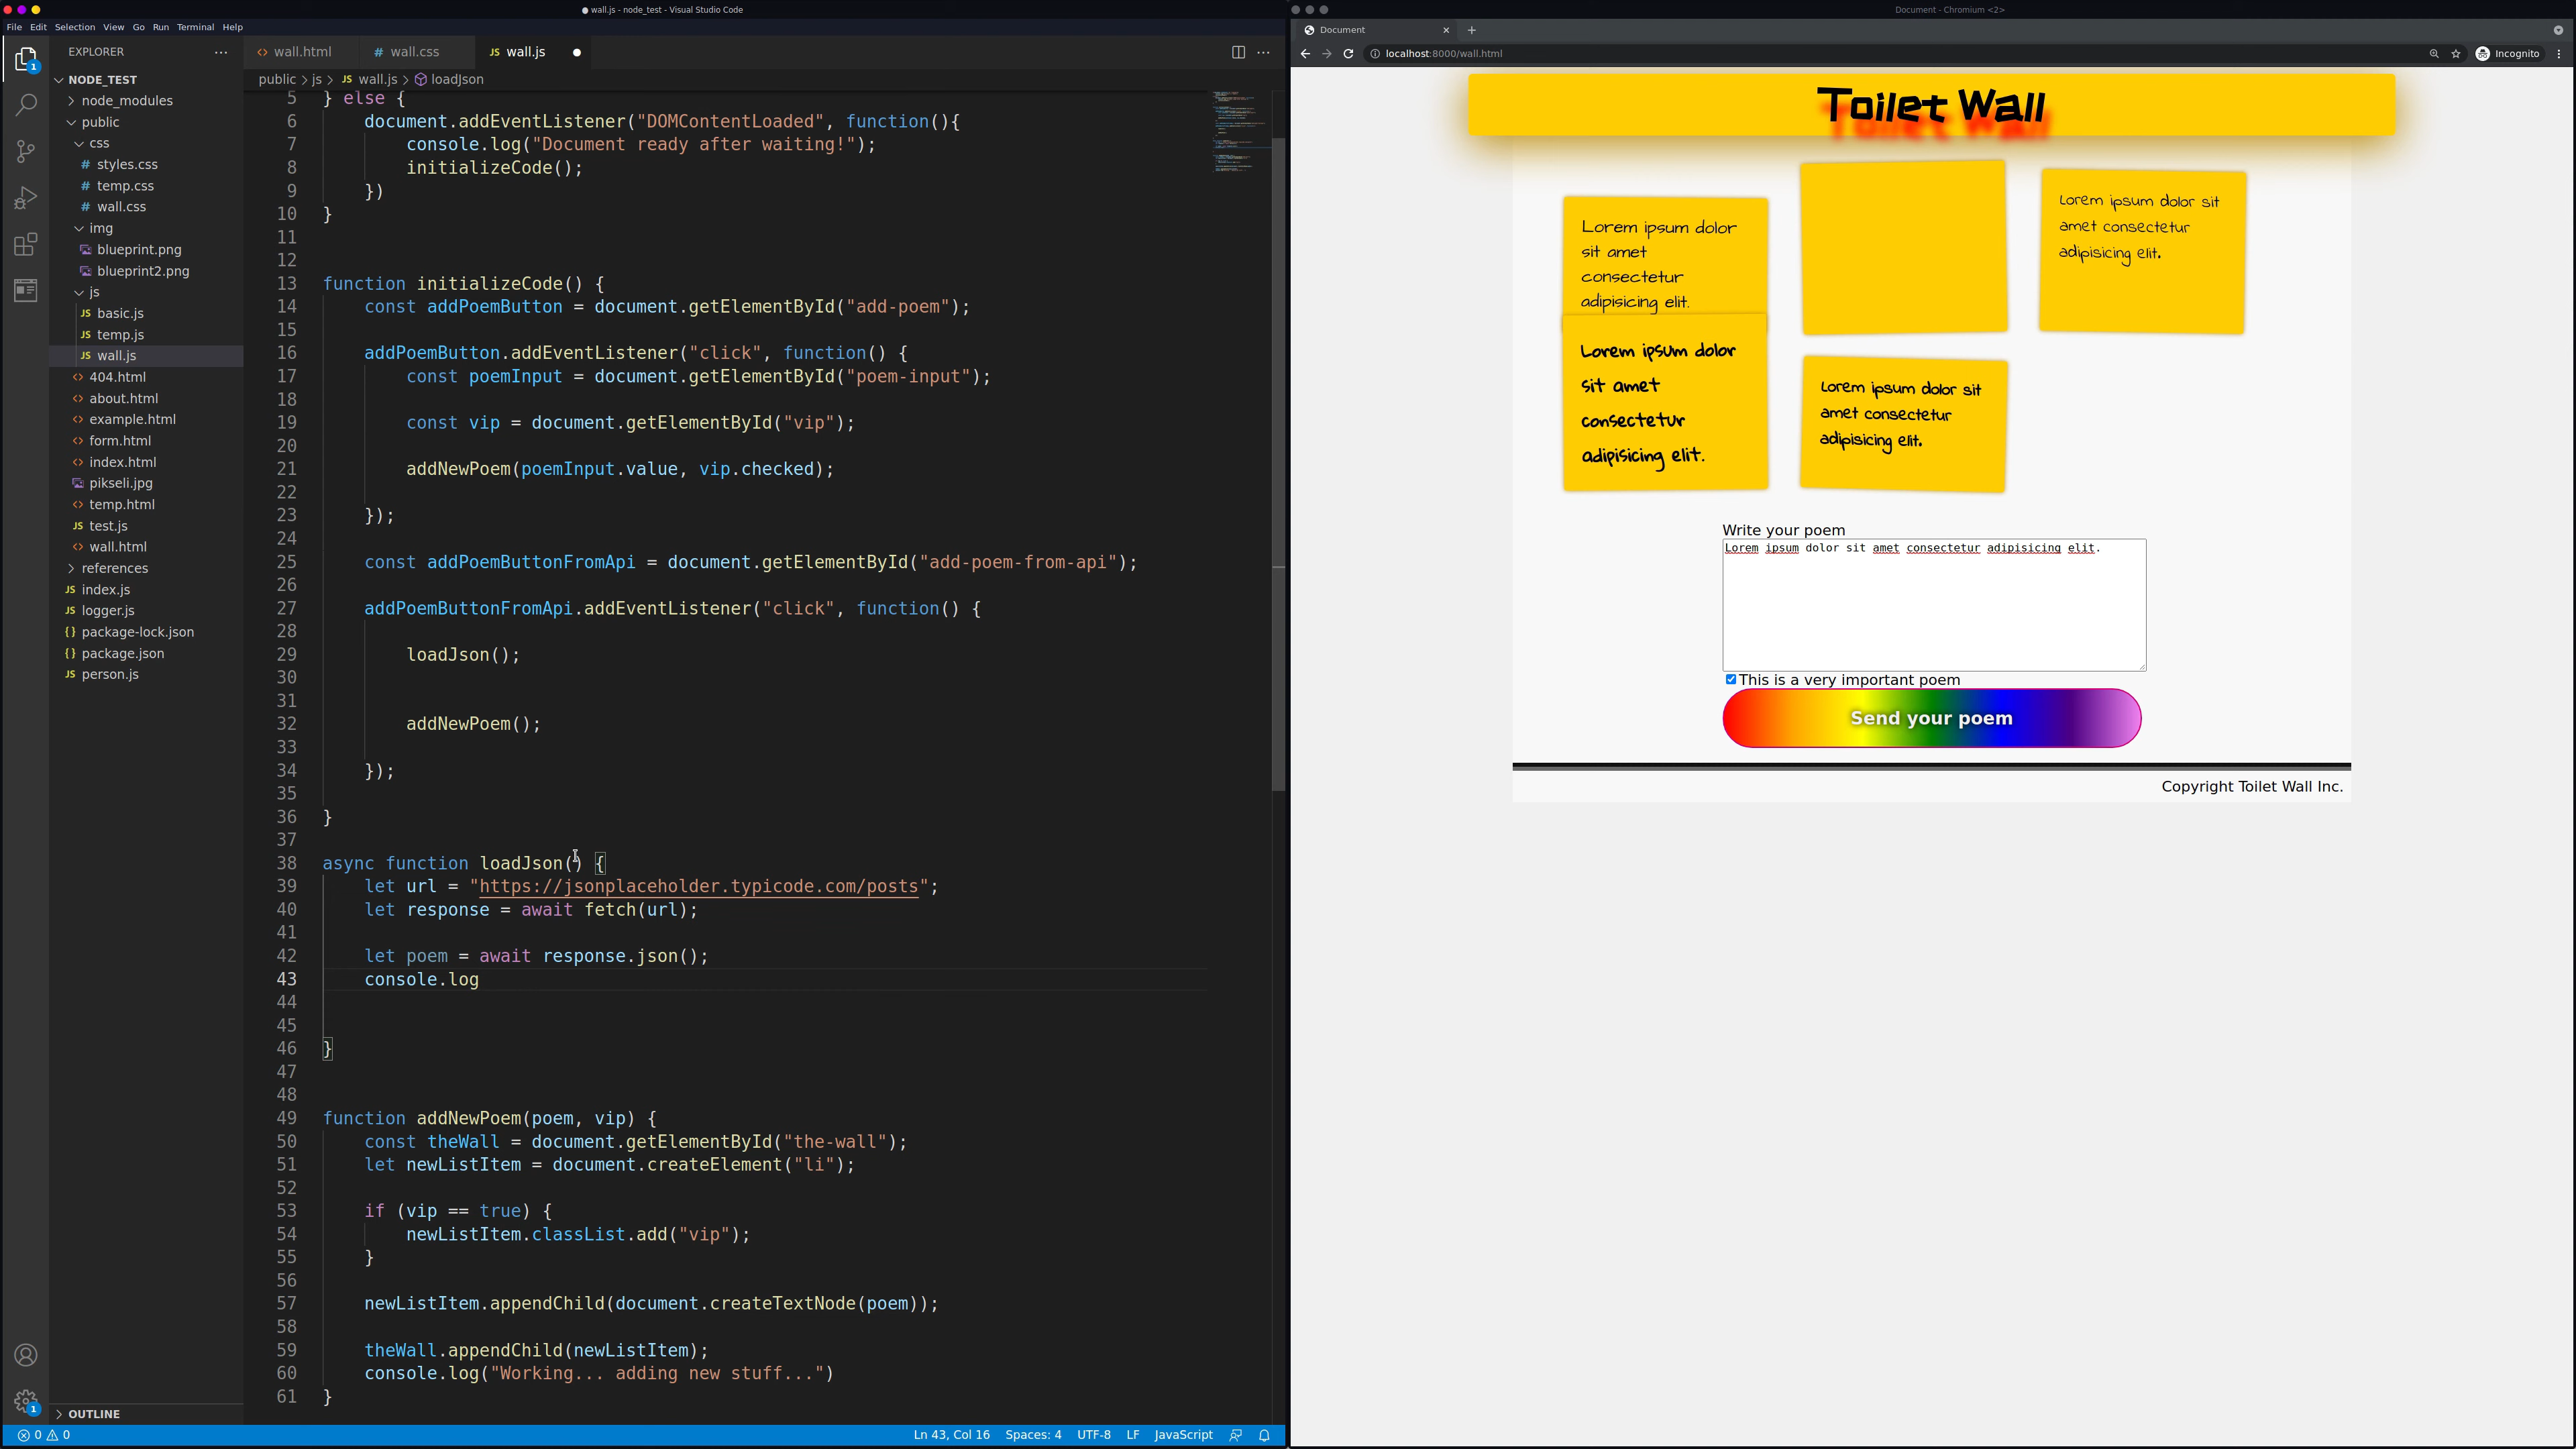 wall.js - node_test - Visual Studio Code
File Edit Selection View Go Run Terminal Help
EXPLORER
NODE_TEST
node_modules
public
css
# styles.css
# temp.css
# wall.css
img
blueprint.png
blueprint2.png
js
JS basic.js
JS temp.js
JS wall.js
<> 404.html
<> about.html
<> example.html
<> form.html
<> index.html
pikseli.jpg
<> temp.html
JS test.js
<> wall.html
references
JS index.js
JS logger.js
{} package-lock.json
{} package.json
JS person.js
OUTLINE
<> wall.html # wall.css JS wall.js
public > js > JS wall.js > loadJson
5 } else {
6 document.addEventListener("DOMContentLoaded", function(){
7 console.log("Document ready after waiting!");
8 initializeCode();
9 })
10 }
11
12
13 function initializeCode() {
14 const addPoemButton = document.getElementById("add-poem");
15
16 addPoemButton.addEventListener("click", function() {
17 const poemInput = document.getElementById("poem-input");
18
19 const vip = document.getElementById("vip");
20
21 addNewPoem(poemInput.value, vip.checked);
22
23 });
24
25 const addPoemButtonFromApi = document.getElementById("add-poem-from-api");
26
27 addPoemButtonFromApi.addEventListener("click", function() {
28
29 loadJson();
30
31
32 addNewPoem();
33
34 });
35
36 }
37
38 async function loadJson() {
39 let url = "https://jsonplaceholder.typicode.com/posts";
40 let response = await fetch(url);
41
42 let poem = await response.json();
43 console.log
44
45
46 }
47
48
49 function addNewPoem(poem, vip) {
50 const theWall = document.getElementById("the-wall");
51 let newListItem = document.createElement("li");
52
53 if (vip == true) {
54 newListItem.classList.add("vip");
55 }
56
57 newListItem.appendChild(document.createTextNode(poem));
58
59 theWall.appendChild(newListItem);
60 console.log("Working... adding new stuff...")
61 }
1
1
0 0
Ln 43, Col 16 Spaces: 4 UTF-8 LF JavaScript
Document - Chromium <2>
Document
localhost:8000/wall.html
Incognito
Toilet Wall
Lorem ipsum dolor
sit amet
consectetur
adipisicing elit.
Lorem ipsum dolor sit
amet consectetur
adipisicing elit.
Lorem ipsum dolor
sit amet
consectetur
adipisicing elit.
Lorem ipsum dolor sit
amet consectetur
adipisicing elit.
Write your poem
Lorem ipsum dolor sit amet consectetur adipisicing elit.
This is a very important poem
Send your poem
Copyright Toilet Wall Inc.